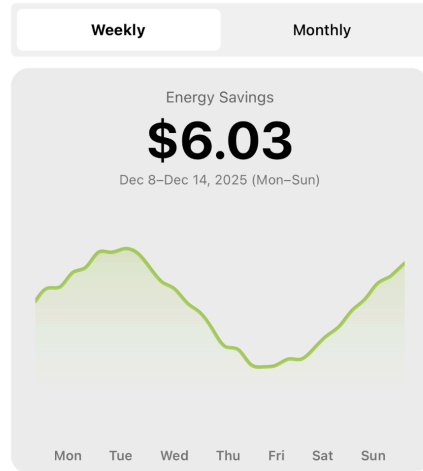 Weekly Monthly
Energy Savings
$6.03
Dec 8–Dec 14, 2025 (Mon–Sun)
Mon Tue Wed Thu Fri Sat Sun